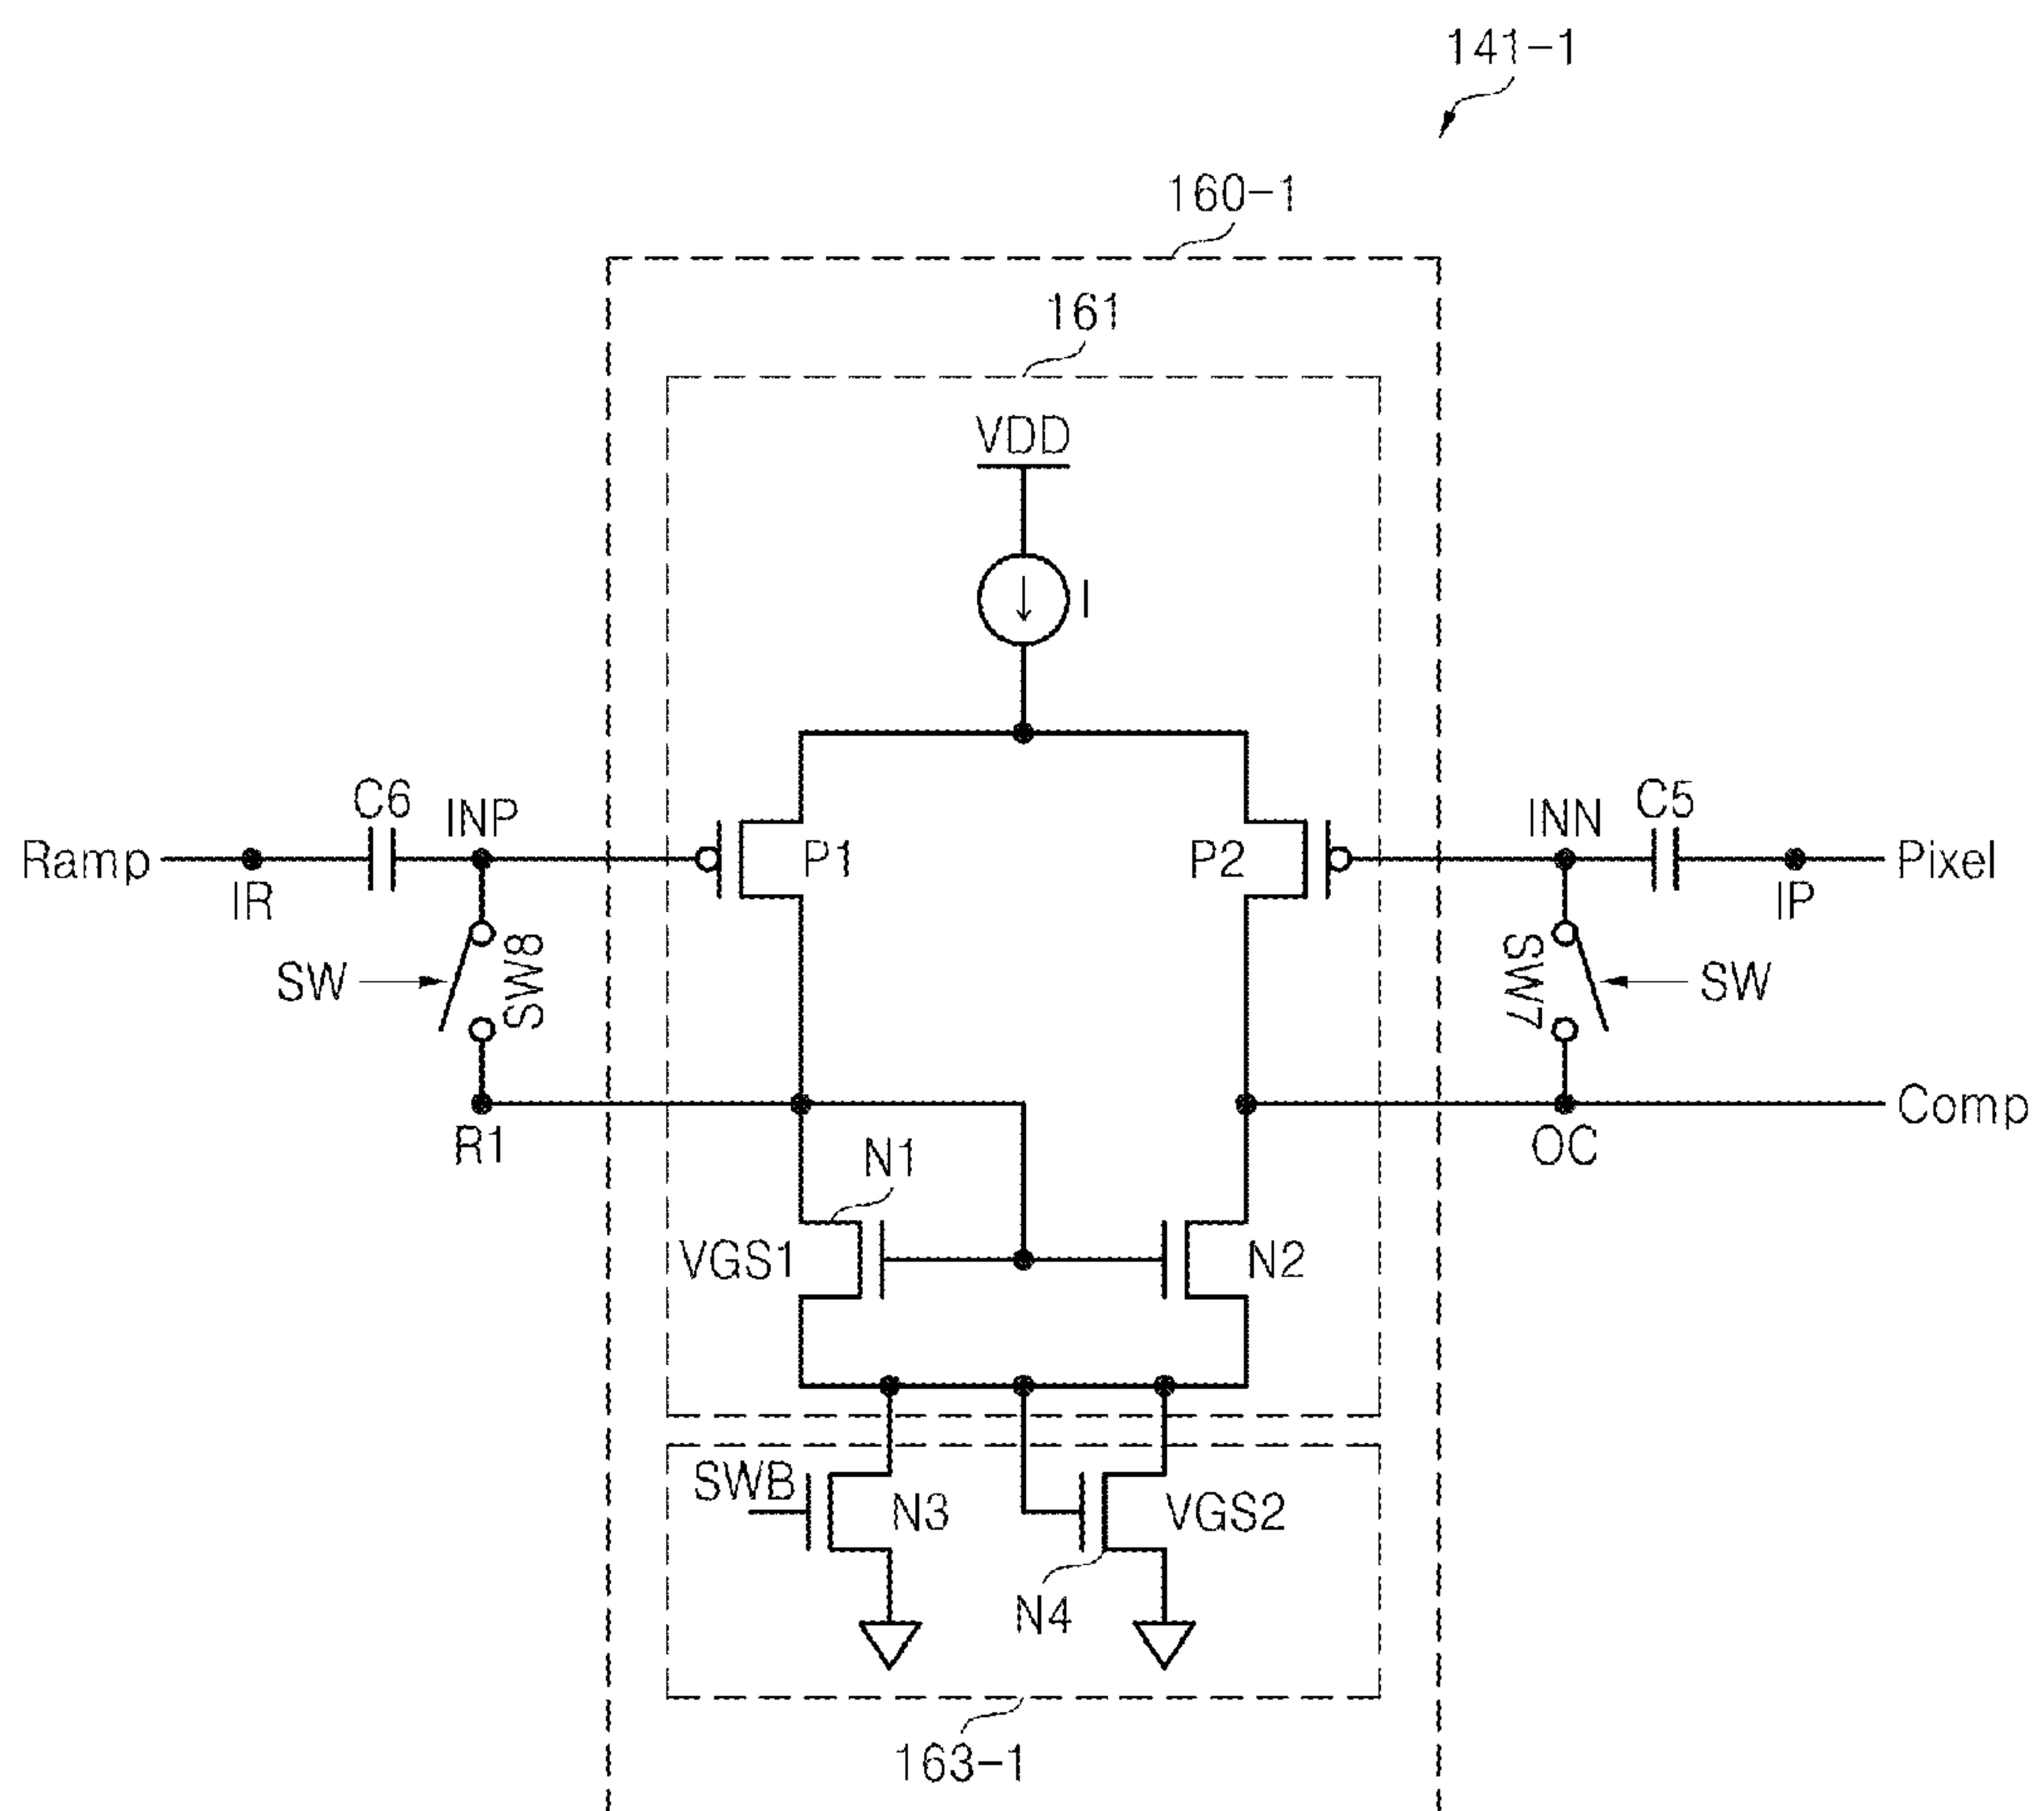 141-1
160-1
161
VDD
I
C6
INP
INN
C5
Ramp
IR
P1
P2
IP
Pixel
SW
SW8
SW7
SW
R1
N1
OC
Comp
VGS1
N2
SWB
N3
VGS2
N4
163-1